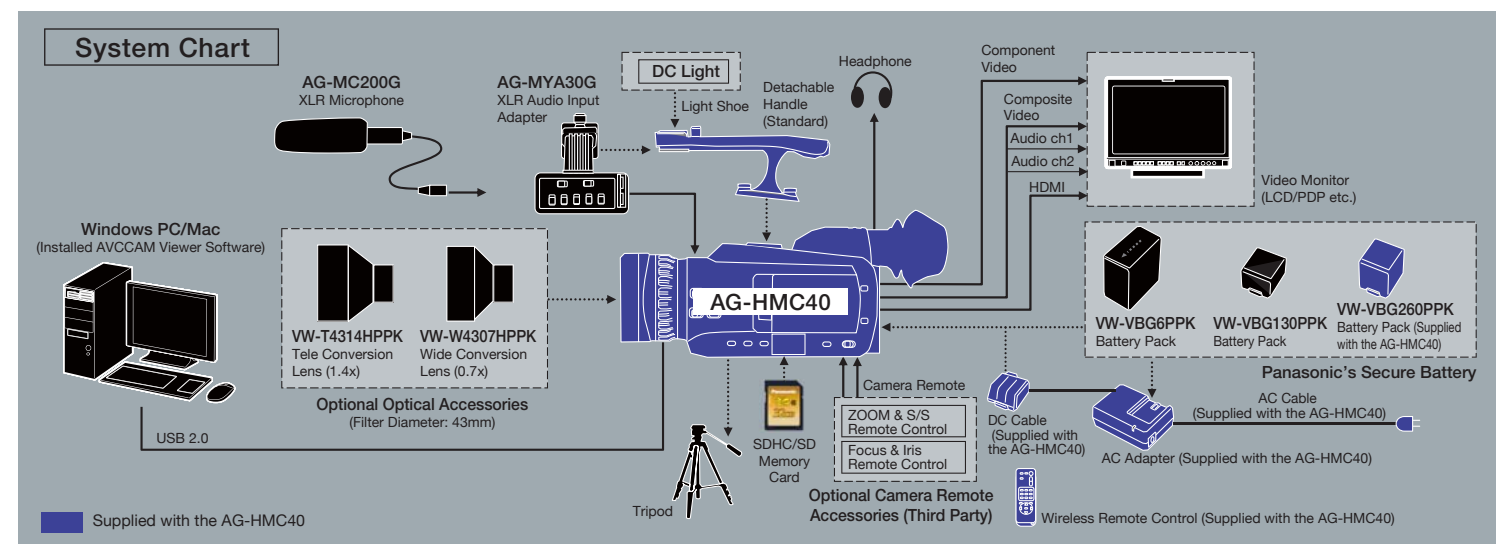 System Chart
AG-MC200G
XLR Microphone
AG-MYA30G
XLR Audio Input
Adapter
DC Light
Light Shoe
Detachable
Handle
(Standard)
Headphone
Component
Video
Composite
Video
Audio ch1
Audio ch2
HDMI
Video Monitor
(LCD/PDP etc.)
Windows PC/Mac
(Installed AVCCAM Viewer Software)
VW-T4314HPPK
Tele Conversion
Lens (1.4x)
VW-W4307HPPK
Wide Conversion
Lens (0.7x)
Optional Optical Accessories
(Filter Diameter: 43mm)
USB 2.0
AG-HMC40
VW-VBG6PPK
Battery Pack
VW-VBG130PPK
Battery Pack
VW-VBG260PPK
Battery Pack (Supplied
with the AG-HMC40)
Panasonic's Secure Battery
Tripod
SDHC/SD
Memory
Card
Camera Remote
ZOOM & S/S
Remote Control
Focus & Iris
Remote Control
Optional Camera Remote
Accessories (Third Party)
DC Cable
(Supplied with
the AG-HMC40)
AC Cable
(Supplied with the AG-HMC40)
AC Adapter (Supplied with the AG-HMC40)
Wireless Remote Control (Supplied with the AG-HMC40)
Supplied with the AG-HMC40